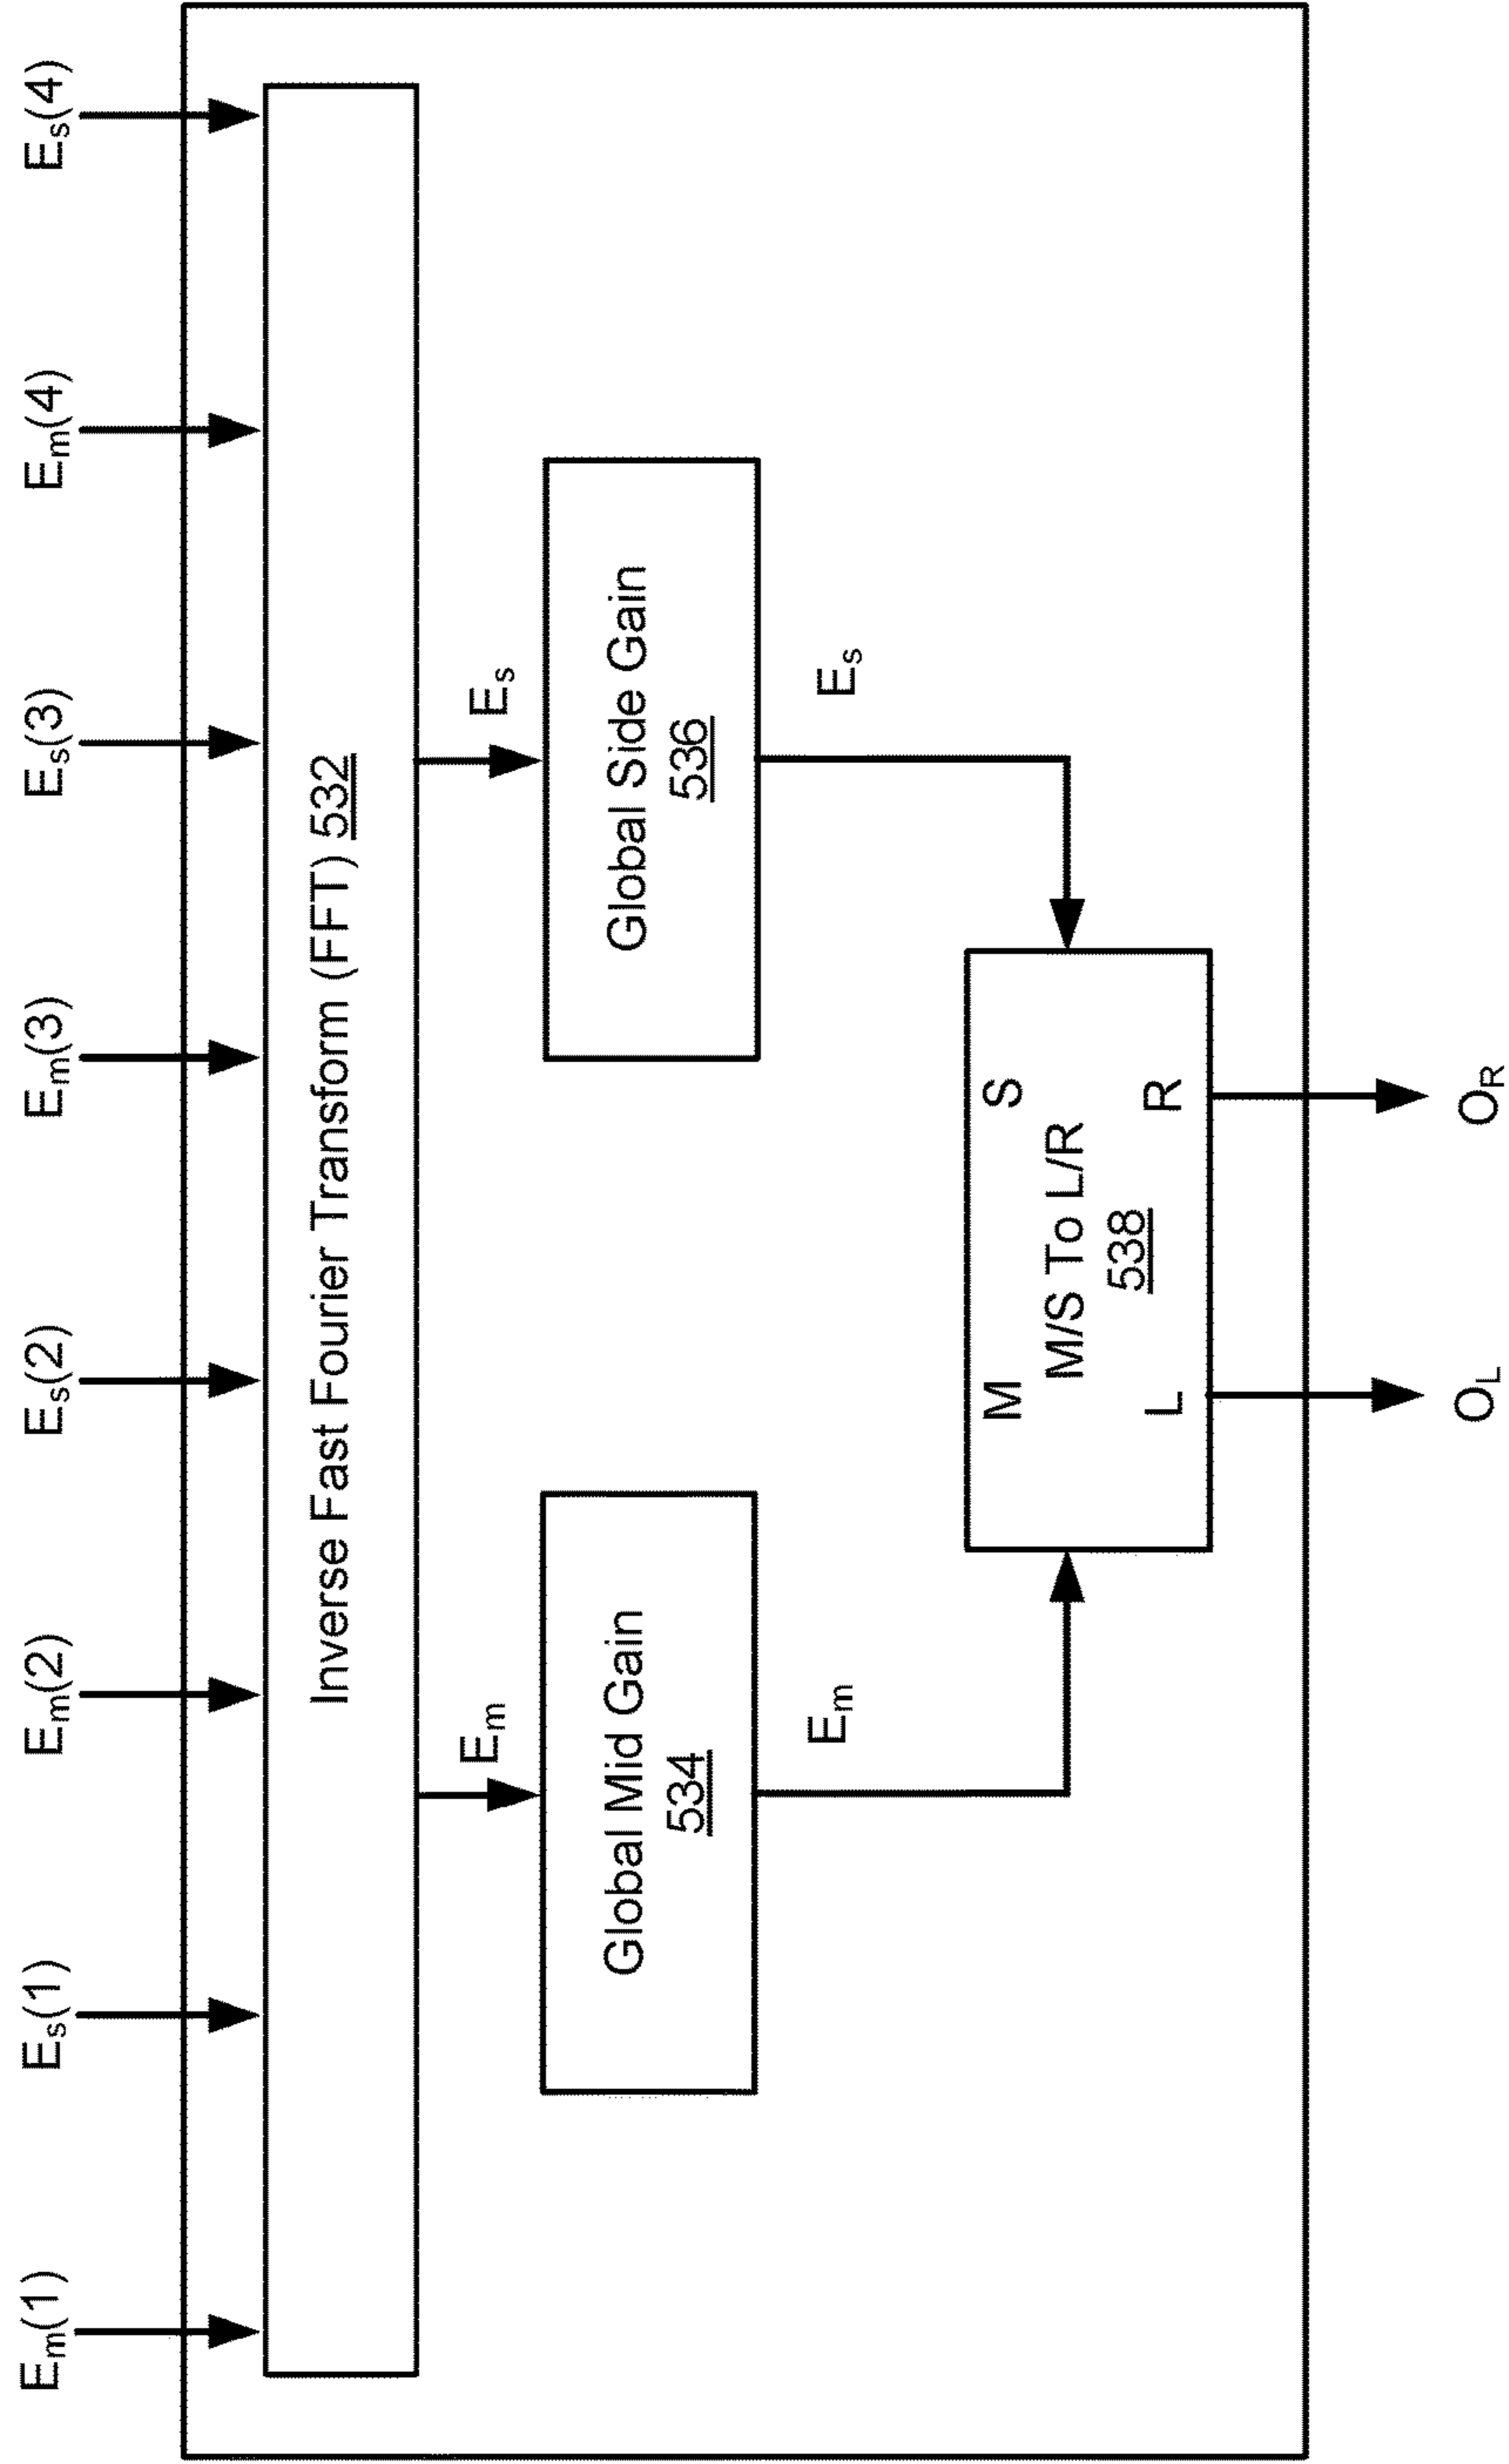 Em(1) Es(1) Em(2) Es(2) Em(3) Es(3) Em(4) Es(4)
Inverse Fast Fourier Transform (FFT) 532
Em Es
Global Mid Gain
534
Global Side Gain
536
Em Es
M S
M/S To L/R
538
L R
OL OR